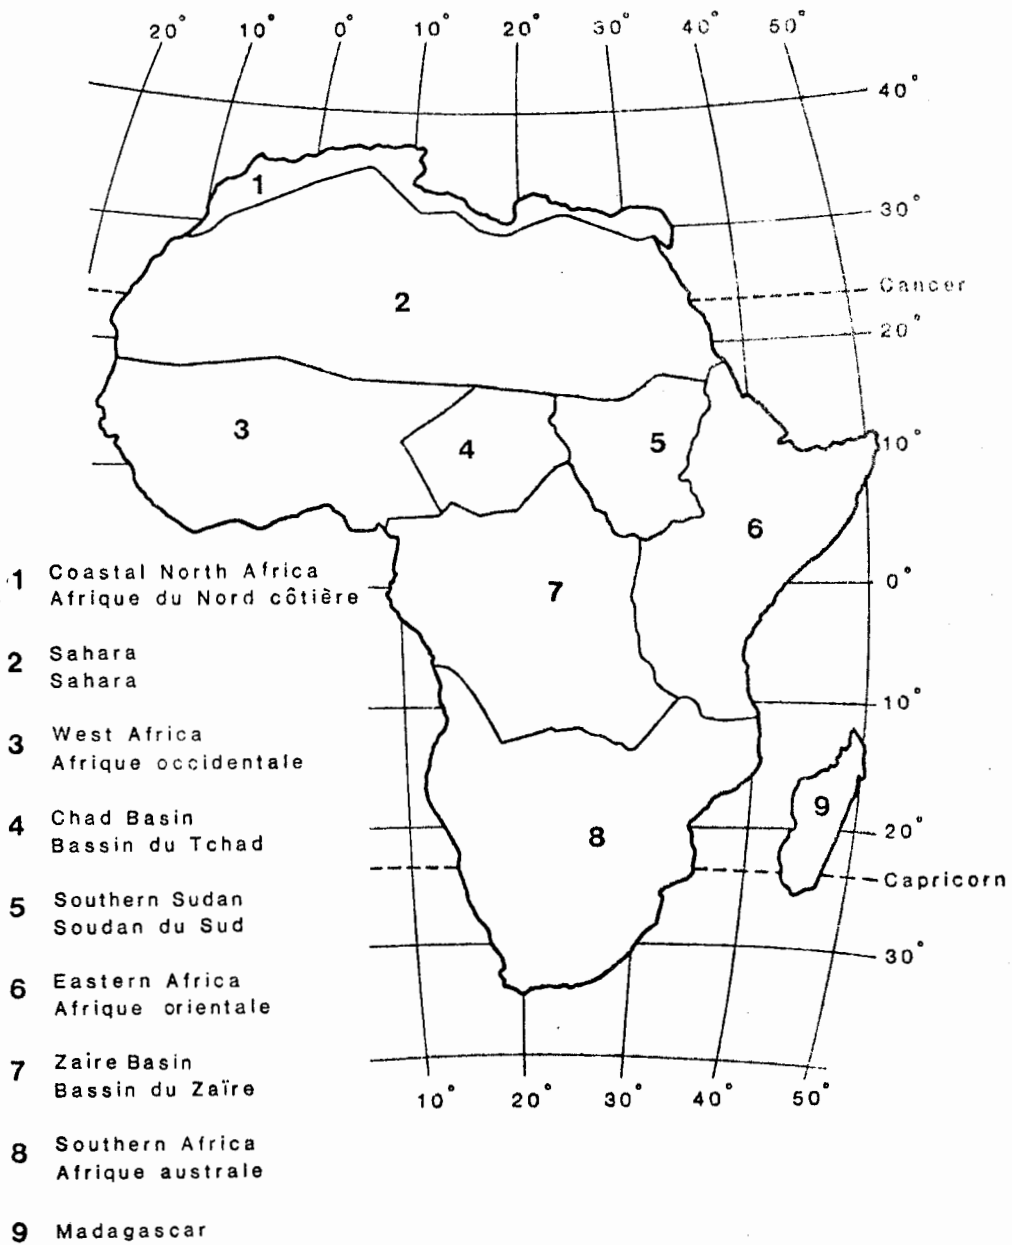 20° 10° 0° 10° 20° 30° 40° 50°
40°
1
30°
2
Cancer
20°
3
4
5
10°
6
1 Coastal North Africa
Afrique du Nord côtière
7
0°
2 Sahara
Sahara
10°
3 West Africa
Afrique occidentale
9
4 Chad Basin
Bassin du Tchad
8
20°
Capricorn
5 Southern Sudan
Soudan du Sud
30°
6 Eastern Africa
Afrique orientale
7 Zaire Basin
Bassin du Zaïre
10° 20° 30° 40° 50°
8 Southern Africa
Afrique australe
9 Madagascar